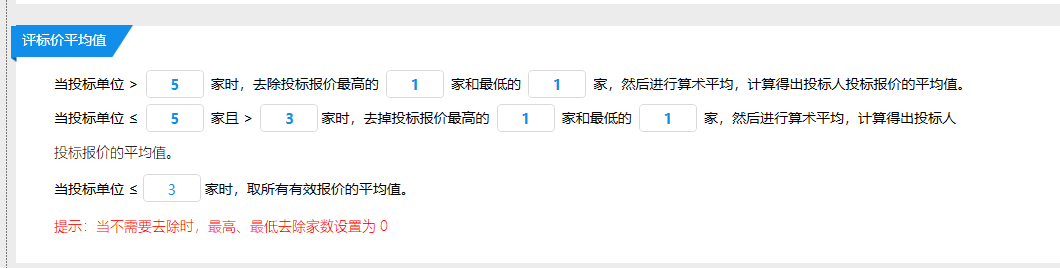 评标价平均值
当投标单位 > 5 家时，去除投标报价最高的 1 家和最低的 1 家，然后进行算术平均，计算得出投标人投标报价的平均值。
当投标单位 ≤ 5 家且 > 3 家时，去掉投标报价最高的 1 家和最低的 1 家，然后进行算术平均，计算得出投标人
投标报价的平均值。
当投标单位 ≤ 3 家时，取所有有效报价的平均值。
提示：当不需要去除时，最高、最低去除家数设置为 0